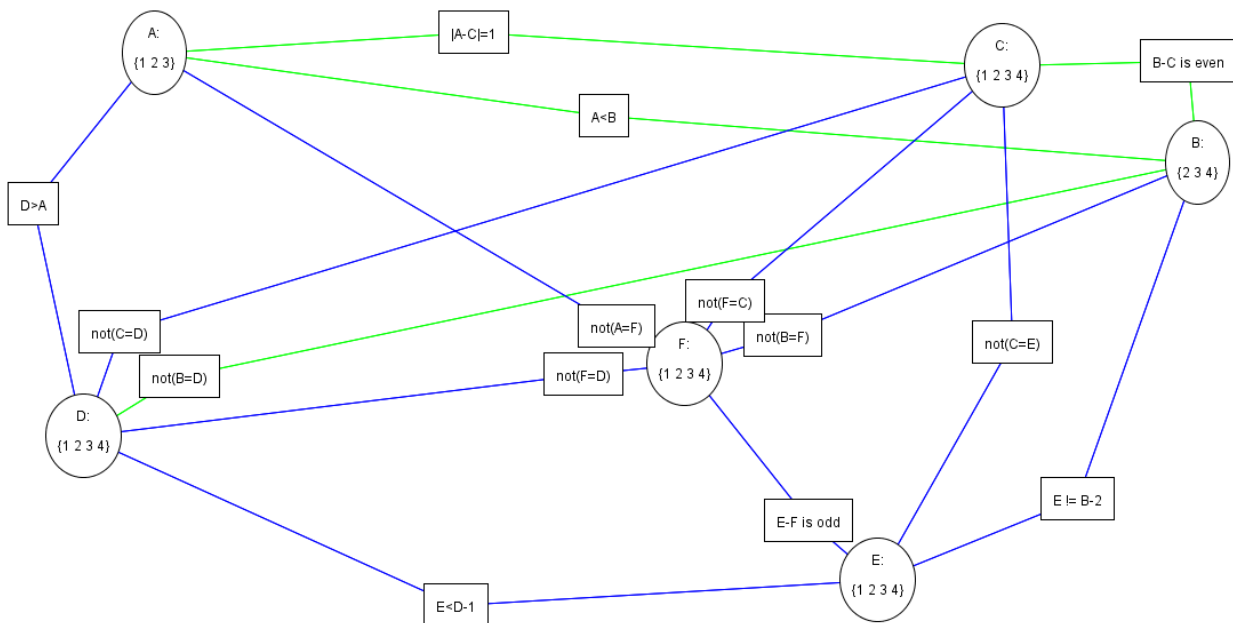 |A-C|=1
A:
{1 2 3}
C:
{1 2 3 4}
B-C is even
A<B
B:
{2 3 4}
D>A
not(C=D)
not(A=F)
not(F=C)
not(B=F)
not(C=E)
F:
{1 2 3 4}
not(B=D)
not(F=D)
D:
{1 2 3 4}
E != B-2
E-F is odd
E:
{1 2 3 4}
E<D-1